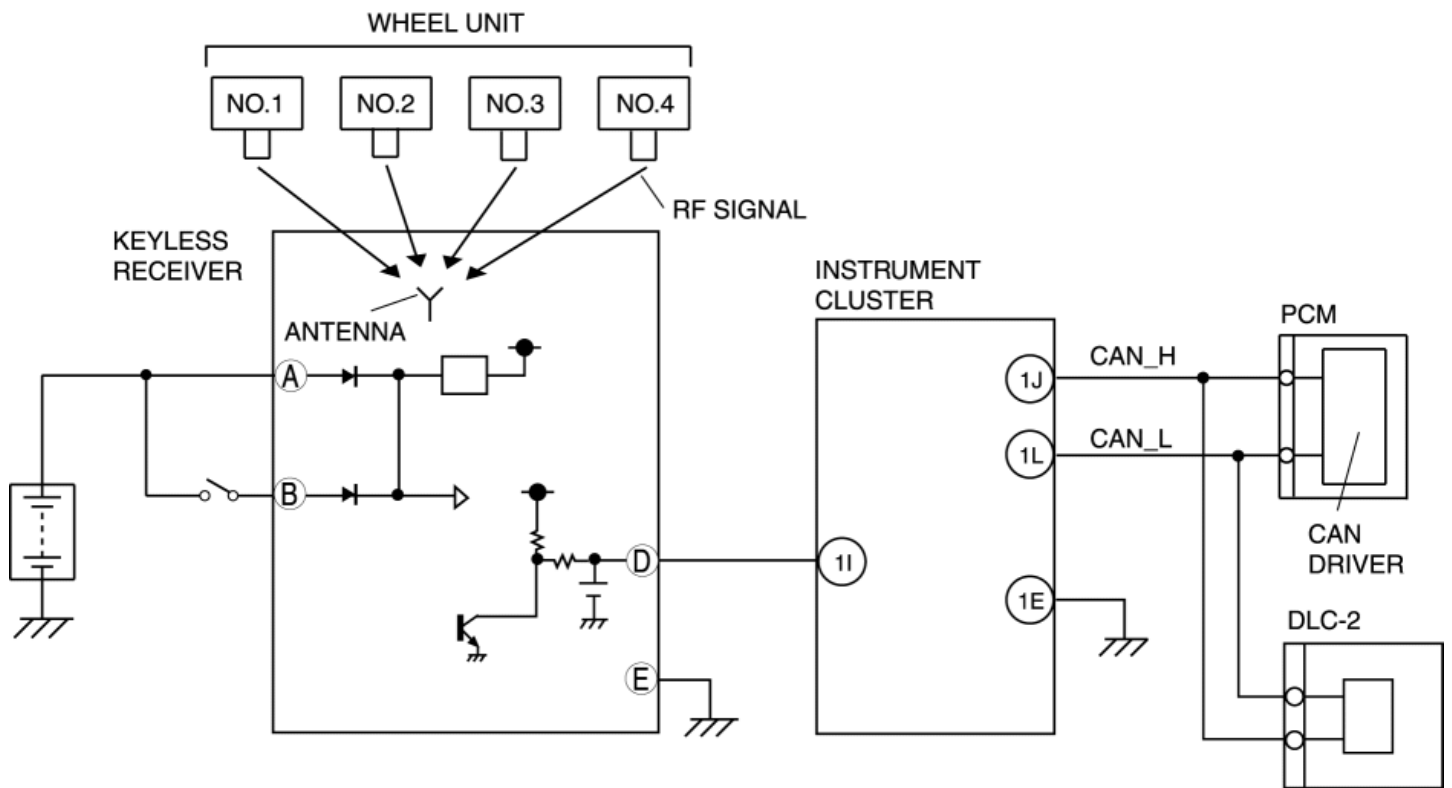 WHEEL UNIT
NO.1
NO.2
NO.3
NO.4
RF SIGNAL
KEYLESS
RECEIVER
ANTENNA
A
B
D
E
INSTRUMENT
CLUSTER
1I
1J
1L
1E
CAN_H
CAN_L
PCM
CAN
DRIVER
DLC-2